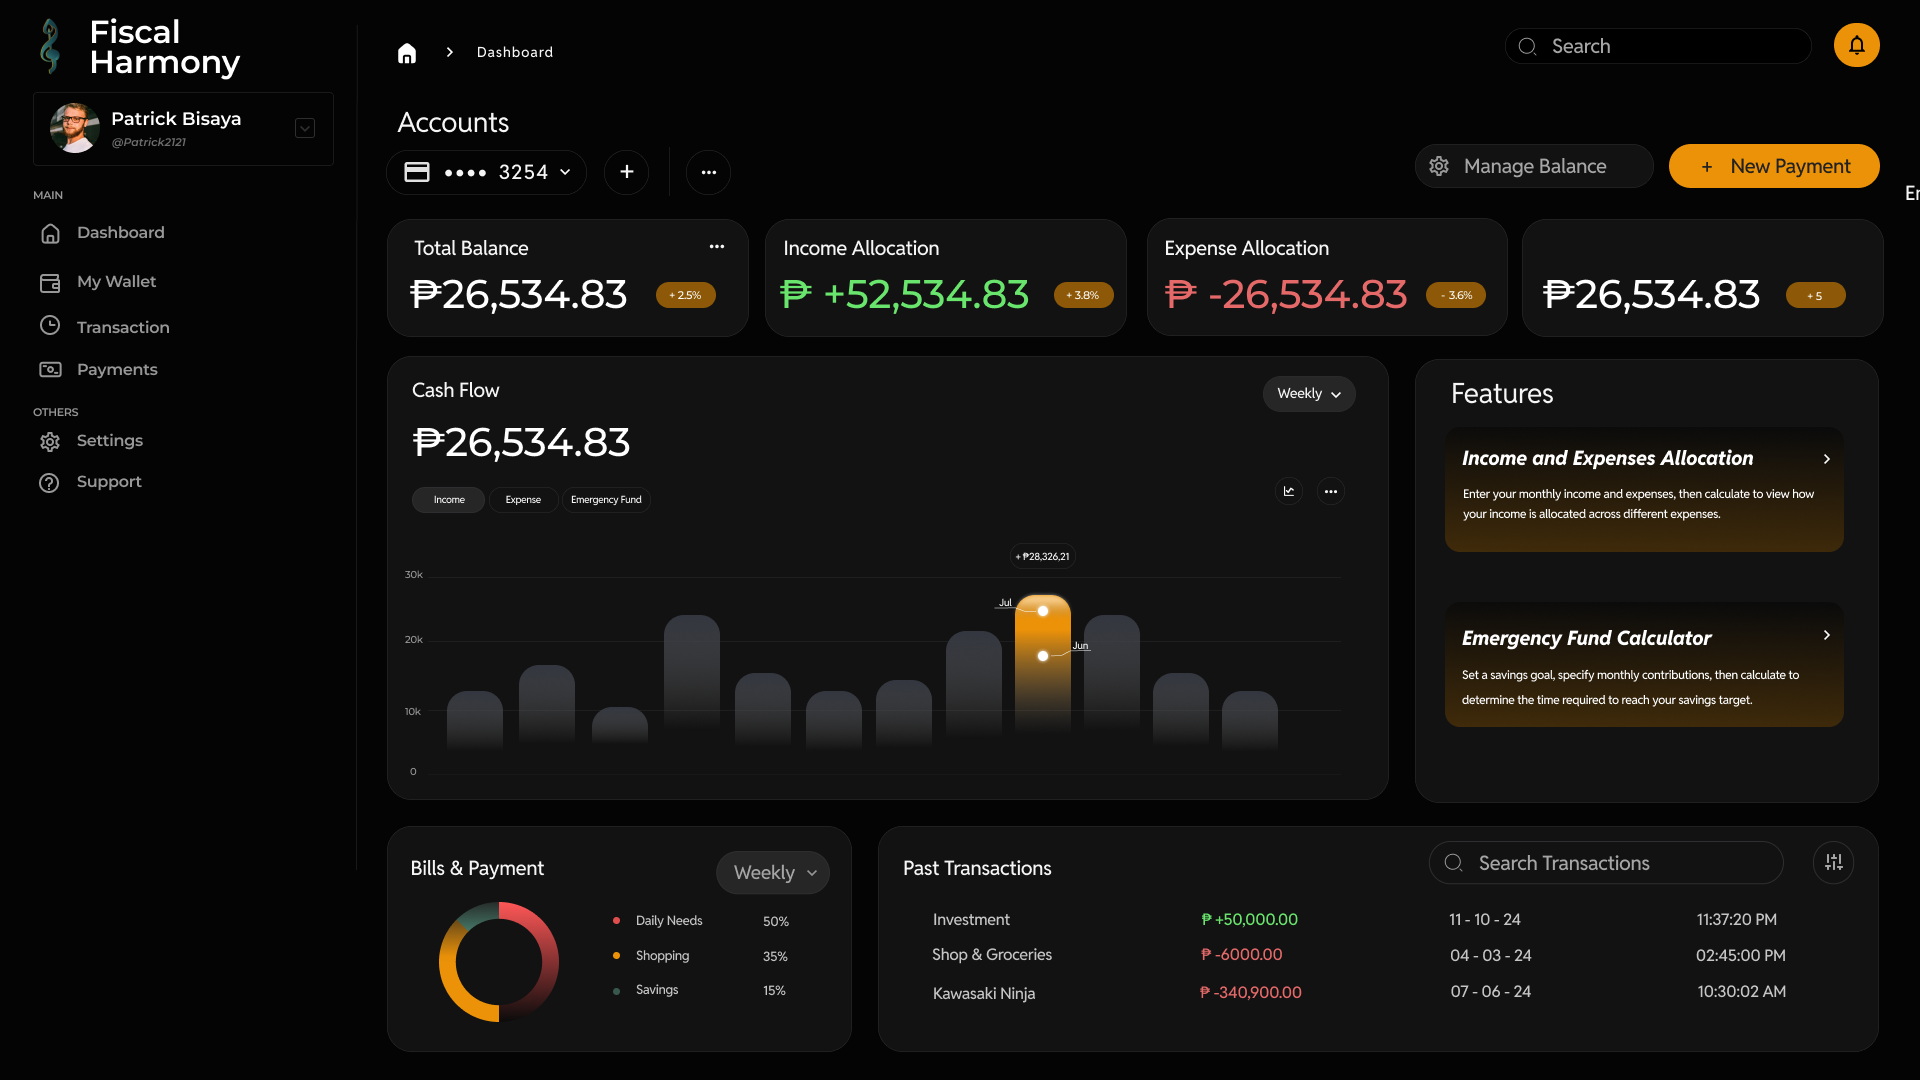 Fiscal
Harmony
Patrick Bisaya
@Patrick2121
MAIN
Dashboard
My Wallet
Transaction
Payments
OTHERS
Settings
Support
Dashboard
Search
Accounts
•••• 3254
Manage Balance
+ New Payment
Er
Total Balance
₱26,534.83
+ 2.5%
Income Allocation
₱ +52,534.83
+ 3.8%
Expense Allocation
₱ -26,534.83
- 3.6%
₱26,534.83
+ 5
Cash Flow
Weekly
₱26,534.83
Income
Expense
Emergency Fund
+ ₱28,326,21
30k
20k
10k
0
Jul
Jun
Features
Income and Expenses Allocation
Enter your monthly income and expenses, then calculate to view how
your income is allocated across different expenses.
Emergency Fund Calculator
Set a savings goal, specify monthly contributions, then calculate to
determine the time required to reach your savings target.
Bills & Payment
Weekly
Daily Needs 50%
Shopping 35%
Savings 15%
Past Transactions
Search Transactions
Investment ₱ +50,000.00 11 - 10 - 24 11:37:20 PM
Shop & Groceries ₱ -6000.00 04 - 03 - 24 02:45:00 PM
Kawasaki Ninja ₱ -340,900.00 07 - 06 - 24 10:30:02 AM